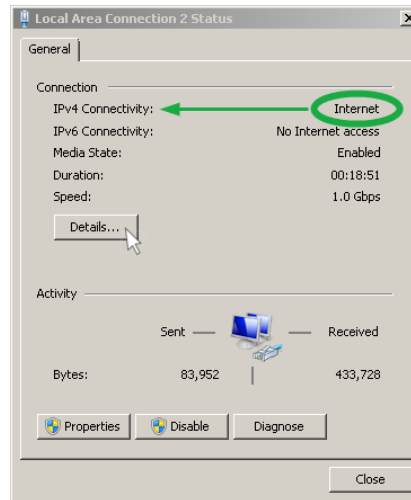 Local Area Connection 2 Status
General
Connection
IPv4 Connectivity: Internet
IPv6 Connectivity: No Internet access
Media State: Enabled
Duration: 00:18:51
Speed: 1.0 Gbps
Details...
Activity
Sent Received
Bytes: 83,952 433,728
Properties Disable Diagnose
Close